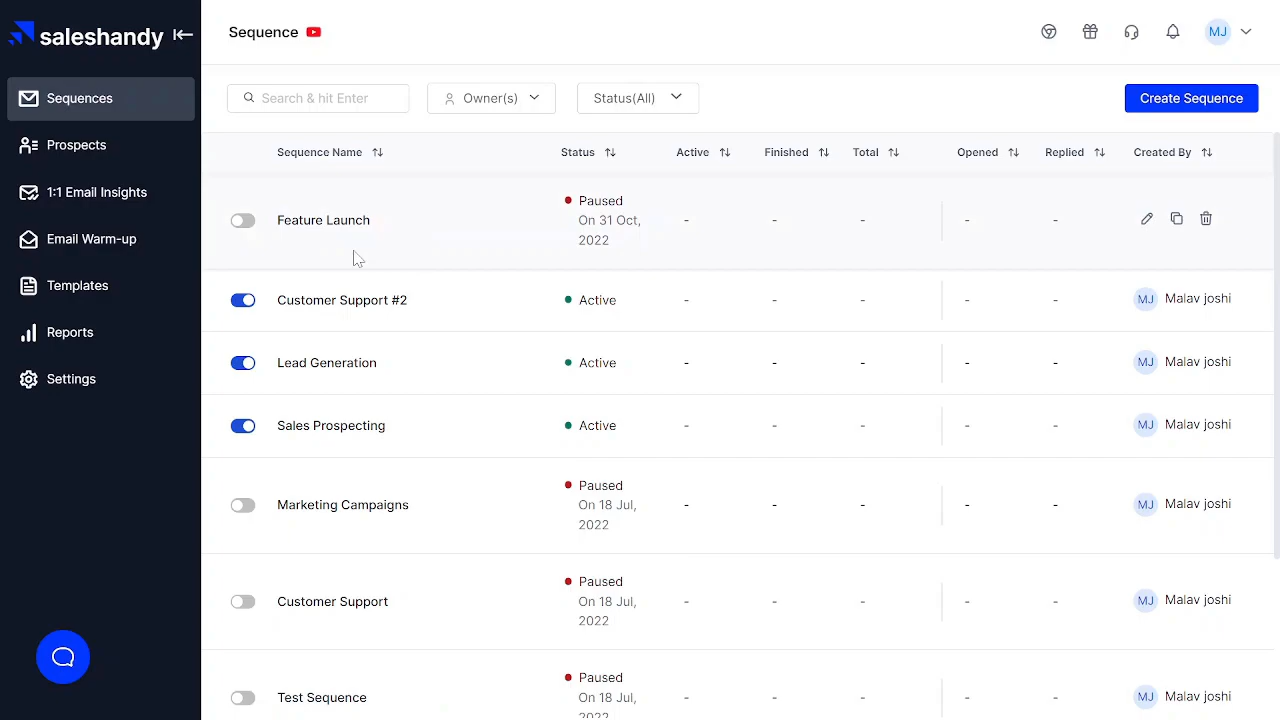 saleshandy
Sequences
Prospects
1:1 Email Insights
Email Warm-up
Templates
Reports
Settings
Sequence
MJ
Search & hit Enter
Owner(s)
Status(All)
Create Sequence
Sequence Name Status Active Finished Total Opened Replied Created By
Feature Launch
Paused
On 31 Oct,
2022
- - - - -
Customer Support #2 Active - - - - - MJ Malav joshi
Lead Generation Active - - - - - MJ Malav joshi
Sales Prospecting Active - - - - - MJ Malav joshi
Marketing Campaigns
Paused
On 18 Jul,
2022
- - - - - MJ Malav joshi
Customer Support
Paused
On 18 Jul,
2022
- - - - - MJ Malav joshi
Test Sequence
Paused
On 18 Jul,
2022
- - - - - MJ Malav joshi